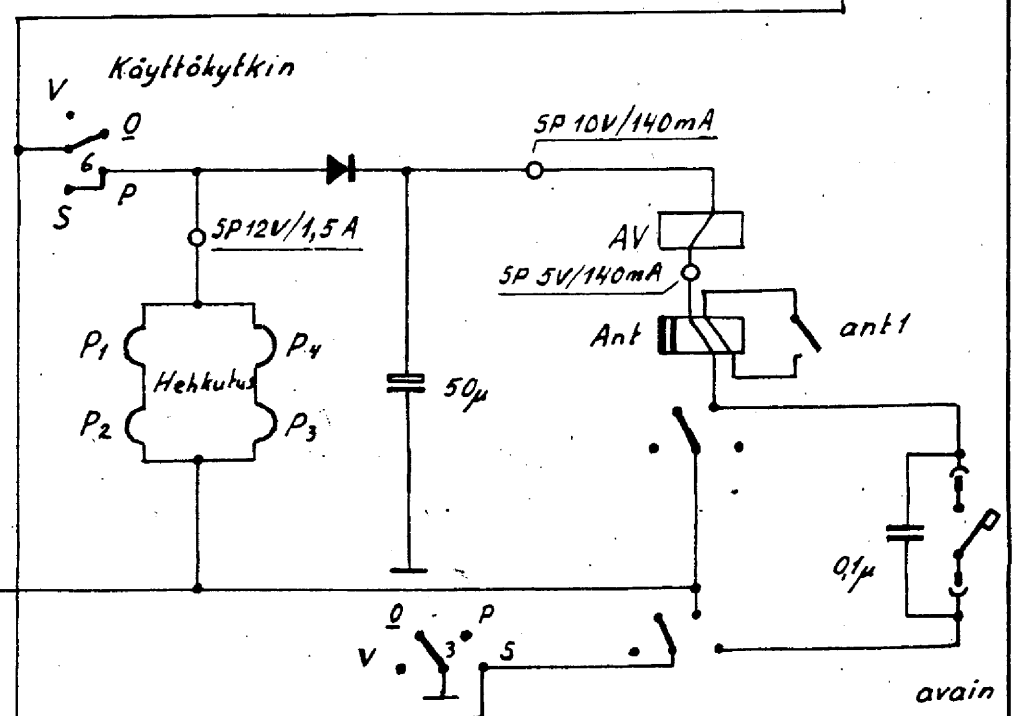 Käyttökytkin
V
O
6
S
P
SP 10V/140mA
SP 12V/1,5 A
AV
SP 5V/140mA
Ant
ant1
P1
P4
Hehkutus
P2
P3
50µ
0,1µ
O
P
V
3
S
avain